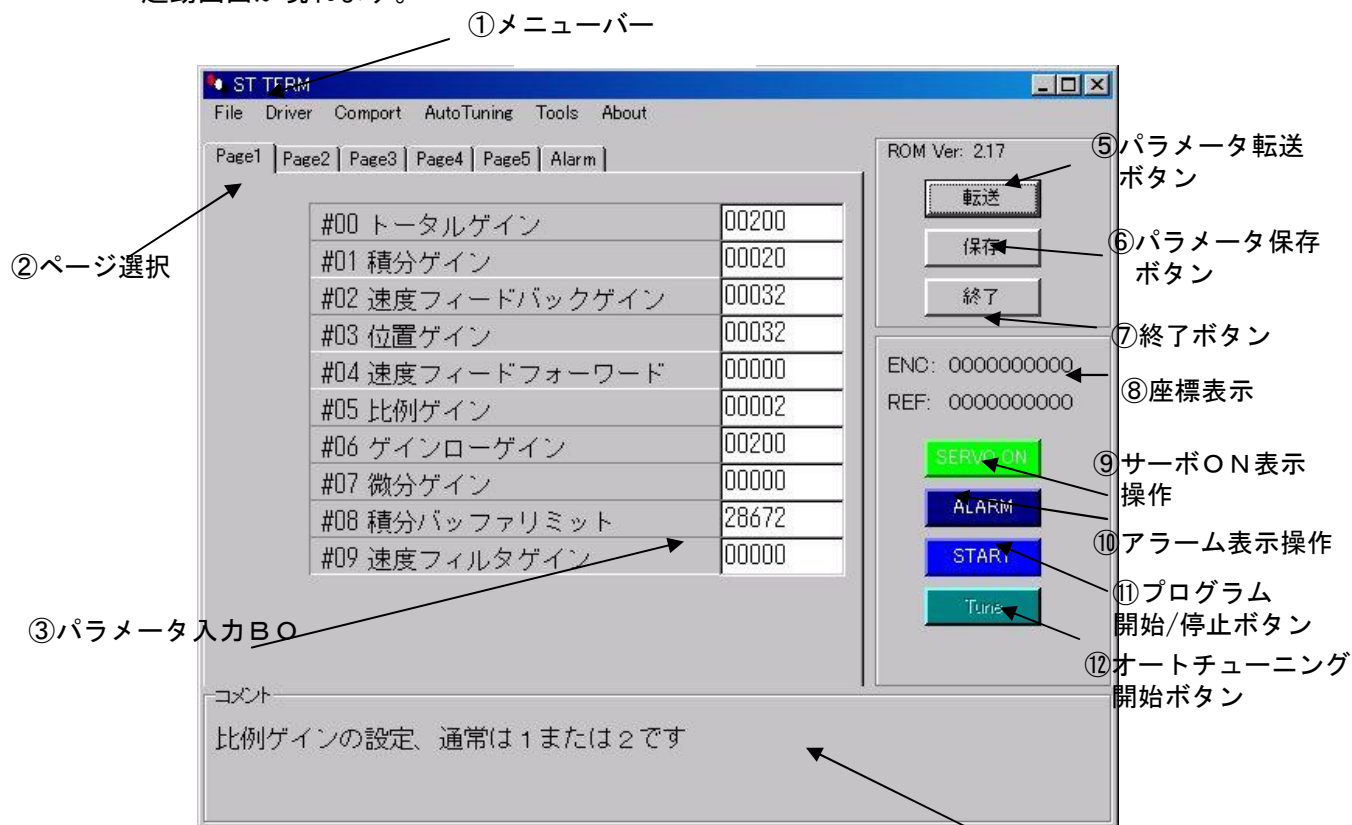 ①メニューバー
ST TERM
File Driver Comport AutoTuning Tools About
Page1 Page2 Page3 Page4 Page5 Alarm
#00 トータルゲイン 00200
#01 積分ゲイン 00020
#02 速度フィードバックゲイン 00032
#03 位置ゲイン 00032
#04 速度フィードフォーワード 00000
#05 比例ゲイン 00002
#06 ゲインローゲイン 00200
#07 微分ゲイン 00000
#08 積分バッファリミット 28672
#09 速度フィルタゲイン 00000
②ページ選択
③パラメータ入力BO
ROM Ver: 2.17
転送
保存
終了
ENC: 0000000000
REF: 0000000000
SERVO ON
ALARM
START
Tune
⑤パラメータ転送
ボタン
⑥パラメータ保存
ボタン
⑦終了ボタン
⑧座標表示
⑨サーボON表示
操作
⑩アラーム表示操作
⑪プログラム
開始/停止ボタン
⑫オートチューニング
開始ボタン
コメント
比例ゲインの設定、通常は1または2です